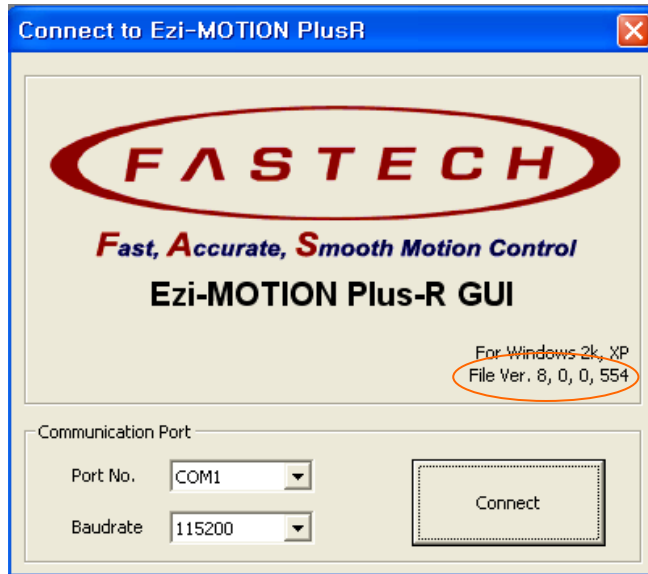 Connect to Ezi-MOTION PlusR
FASTECH
Fast, Accurate, Smooth Motion Control
Ezi-MOTION Plus-R GUI
For Windows 2k, XP
File Ver. 8, 0, 0, 554
Communication Port
Port No. COM1
Connect
Baudrate 115200